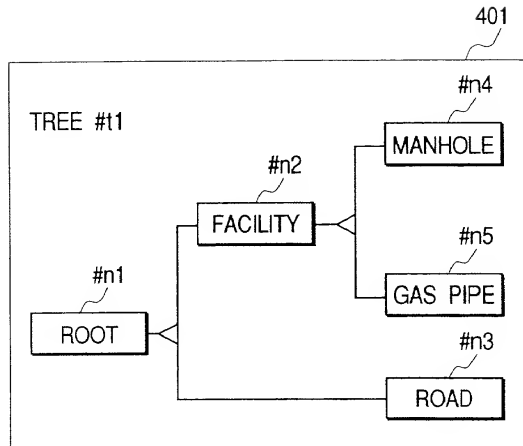 401
TREE #t1
#n4
MANHOLE
#n2
FACILITY
#n5
GAS PIPE
#n1
ROOT
#n3
ROAD